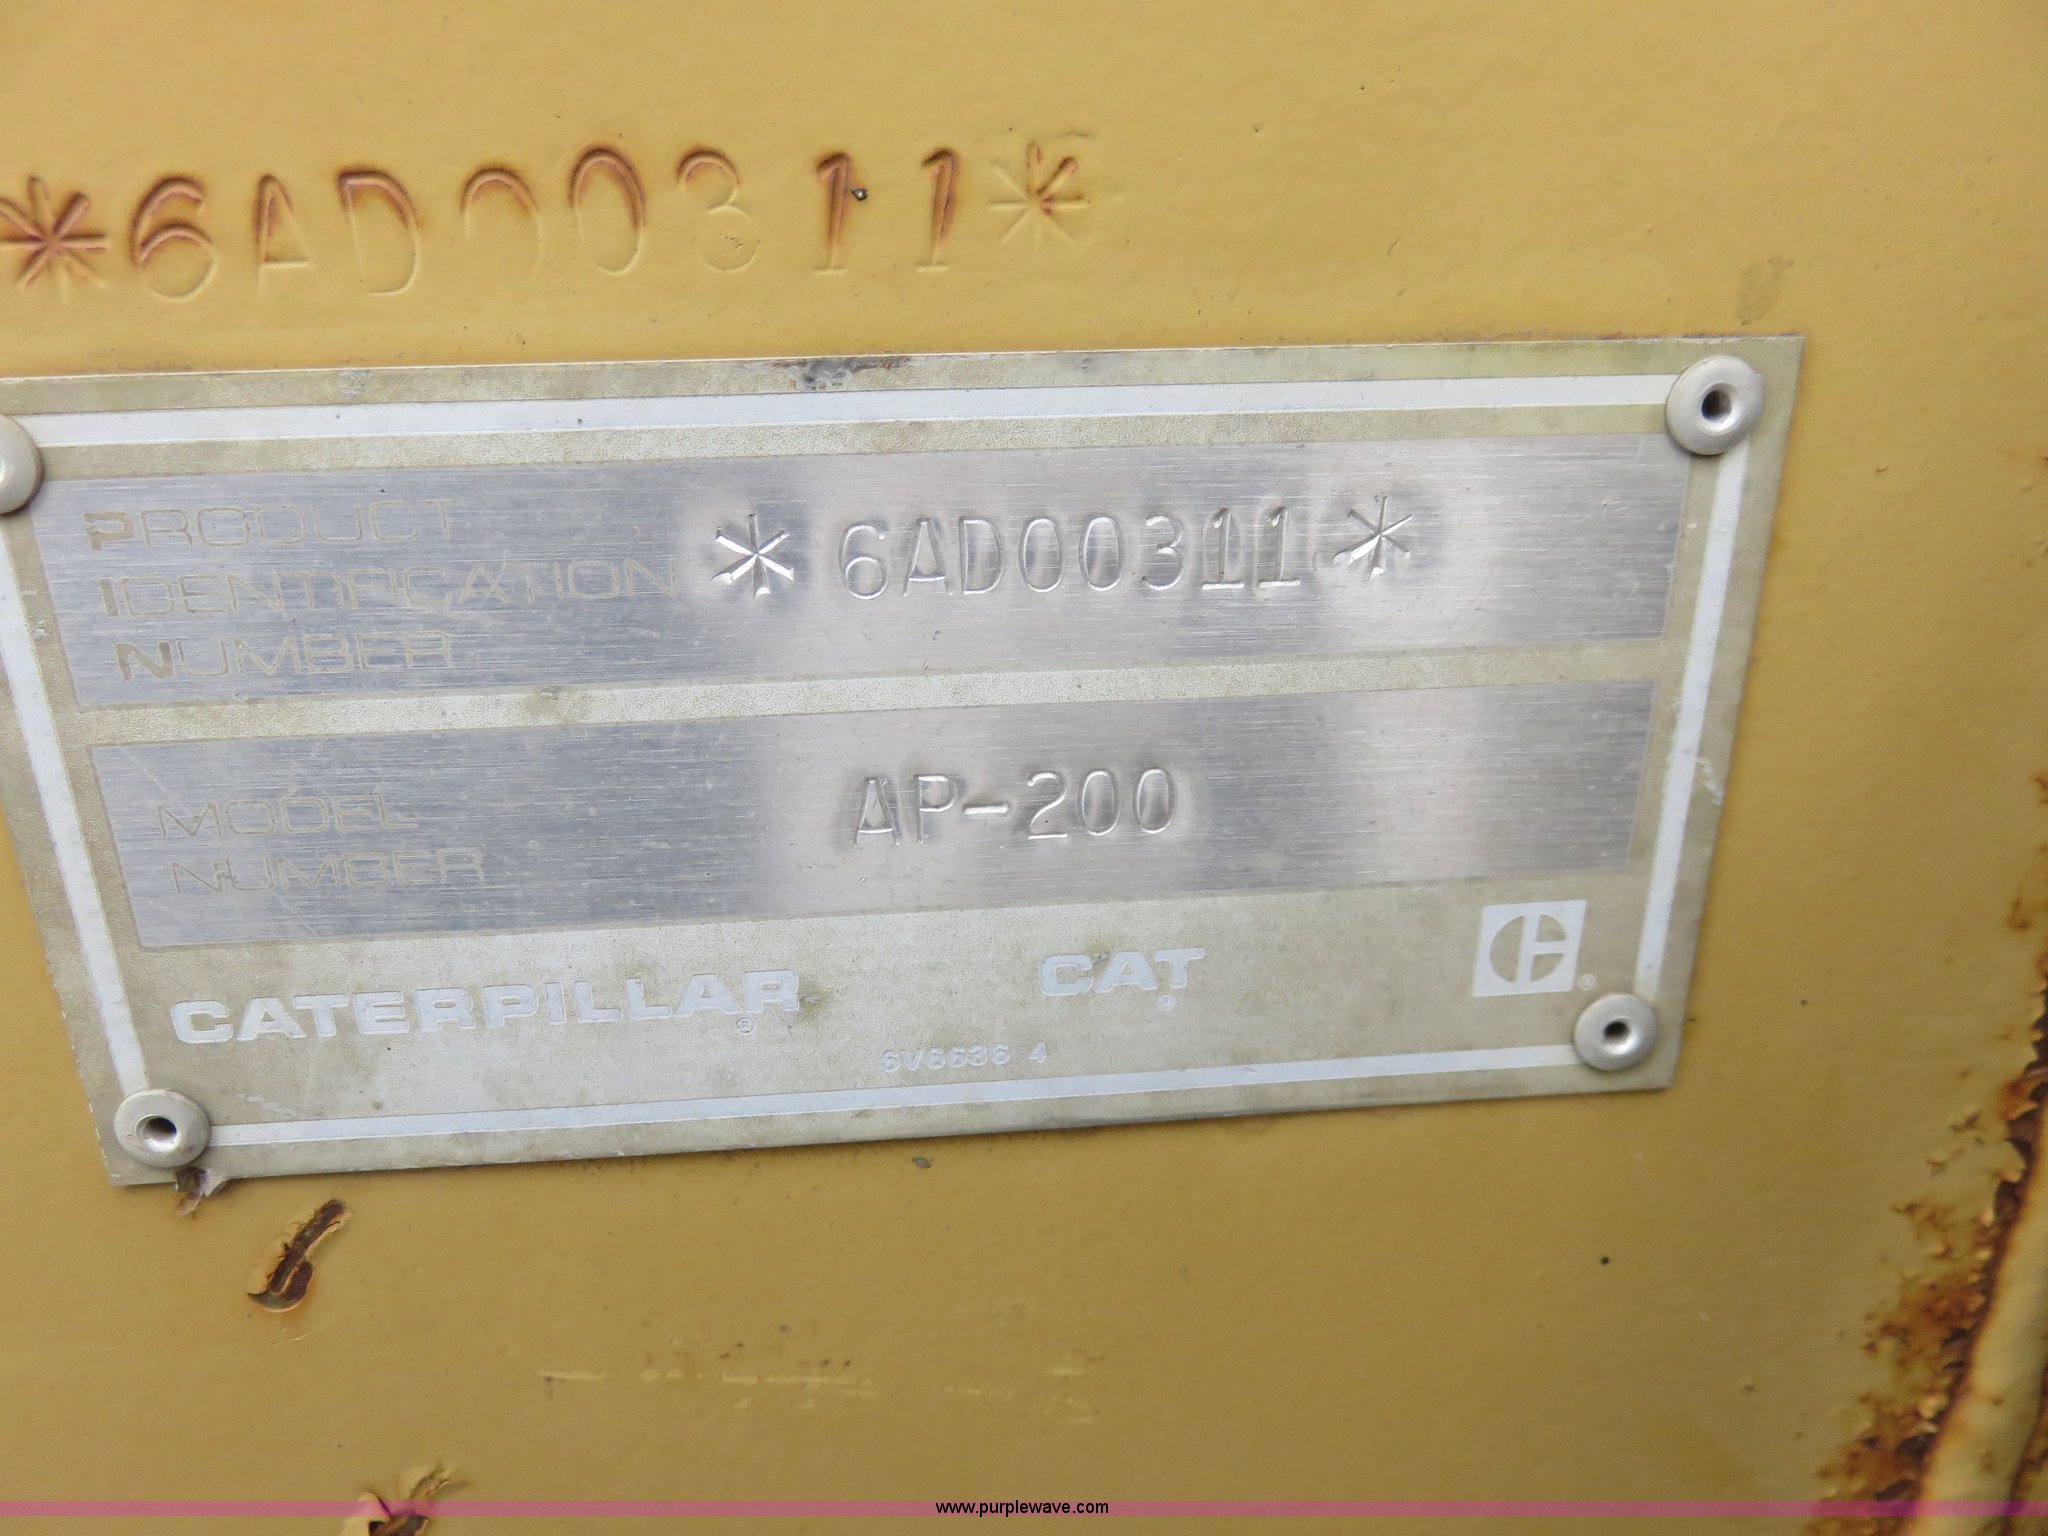 *6AD00311*
PRODUCT
IDENTIFICATION
NUMBER
*6AD00311*
MODEL
NUMBER
AP-200
CATERPILLAR® CAT® ®
6V6636 4
www.purplewave.com